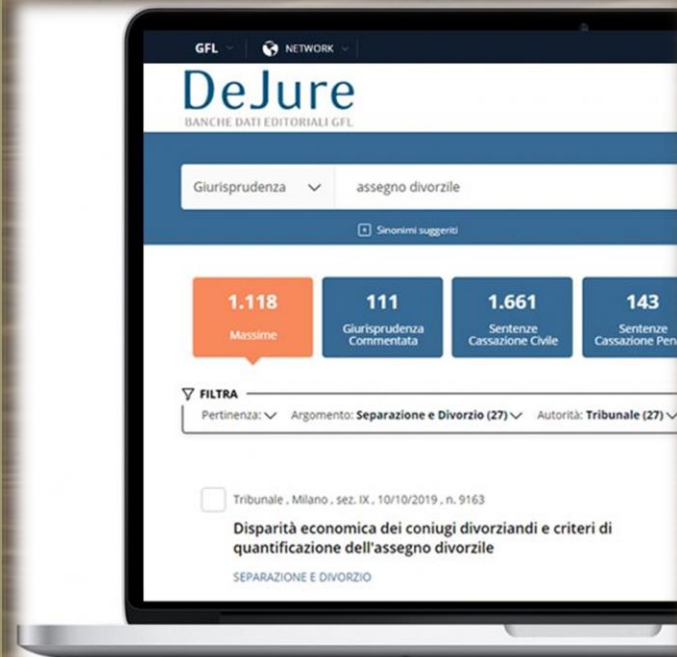 GFL NETWORK
DeJure
BANCHE DATI EDITORIALI GFL
Giurisprudenza assegno divorzile
Sinonimi suggeriti
1.118 111 1.661 143
Massime Giurisprudenza Commentata Sentenze Cassazione Civile Sentenze Cassazione Pen
FILTRA
Pertinenza: Argomento: Separazione e Divorzio (27) Autorità: Tribunale (27)
Tribunale , Milano , sez. IX , 10/10/2019 , n. 9163
Disparità economica dei coniugi divorziandi e criteri di
quantificazione dell'assegno divorzile
SEPARAZIONE E DIVORZIO